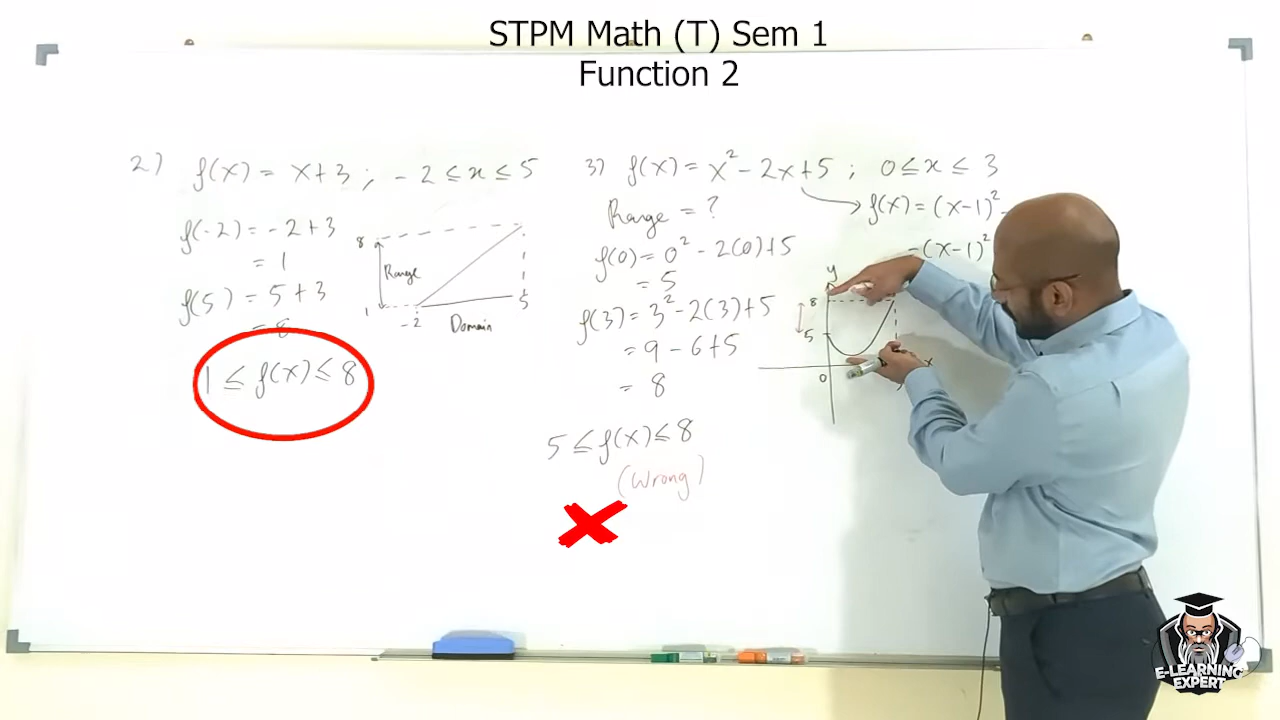 STPM Math (T) Sem 1
Function 2
2) f(x) = x+3 ; -2 ≤ x ≤ 5
f(-2) = -2+3
= 1
f(5) = 5+3
= 8
1 ≤ f(x) ≤ 8
8
Range
1
-2
Domain
5
3) f(x) = x² - 2x+5 ; 0 ≤ x ≤ 3
Range = ?
f(x) = (x-1)²
f(0) = 0² - 2(0)+5
= 5
f(3) = 3² - 2(3)+5
= 9 - 6+5
= 8
5 ≤ f(x) ≤ 8
(Wrong)
(x-1)²
y
8
5
0
x
E-LEARNING
EXPERT